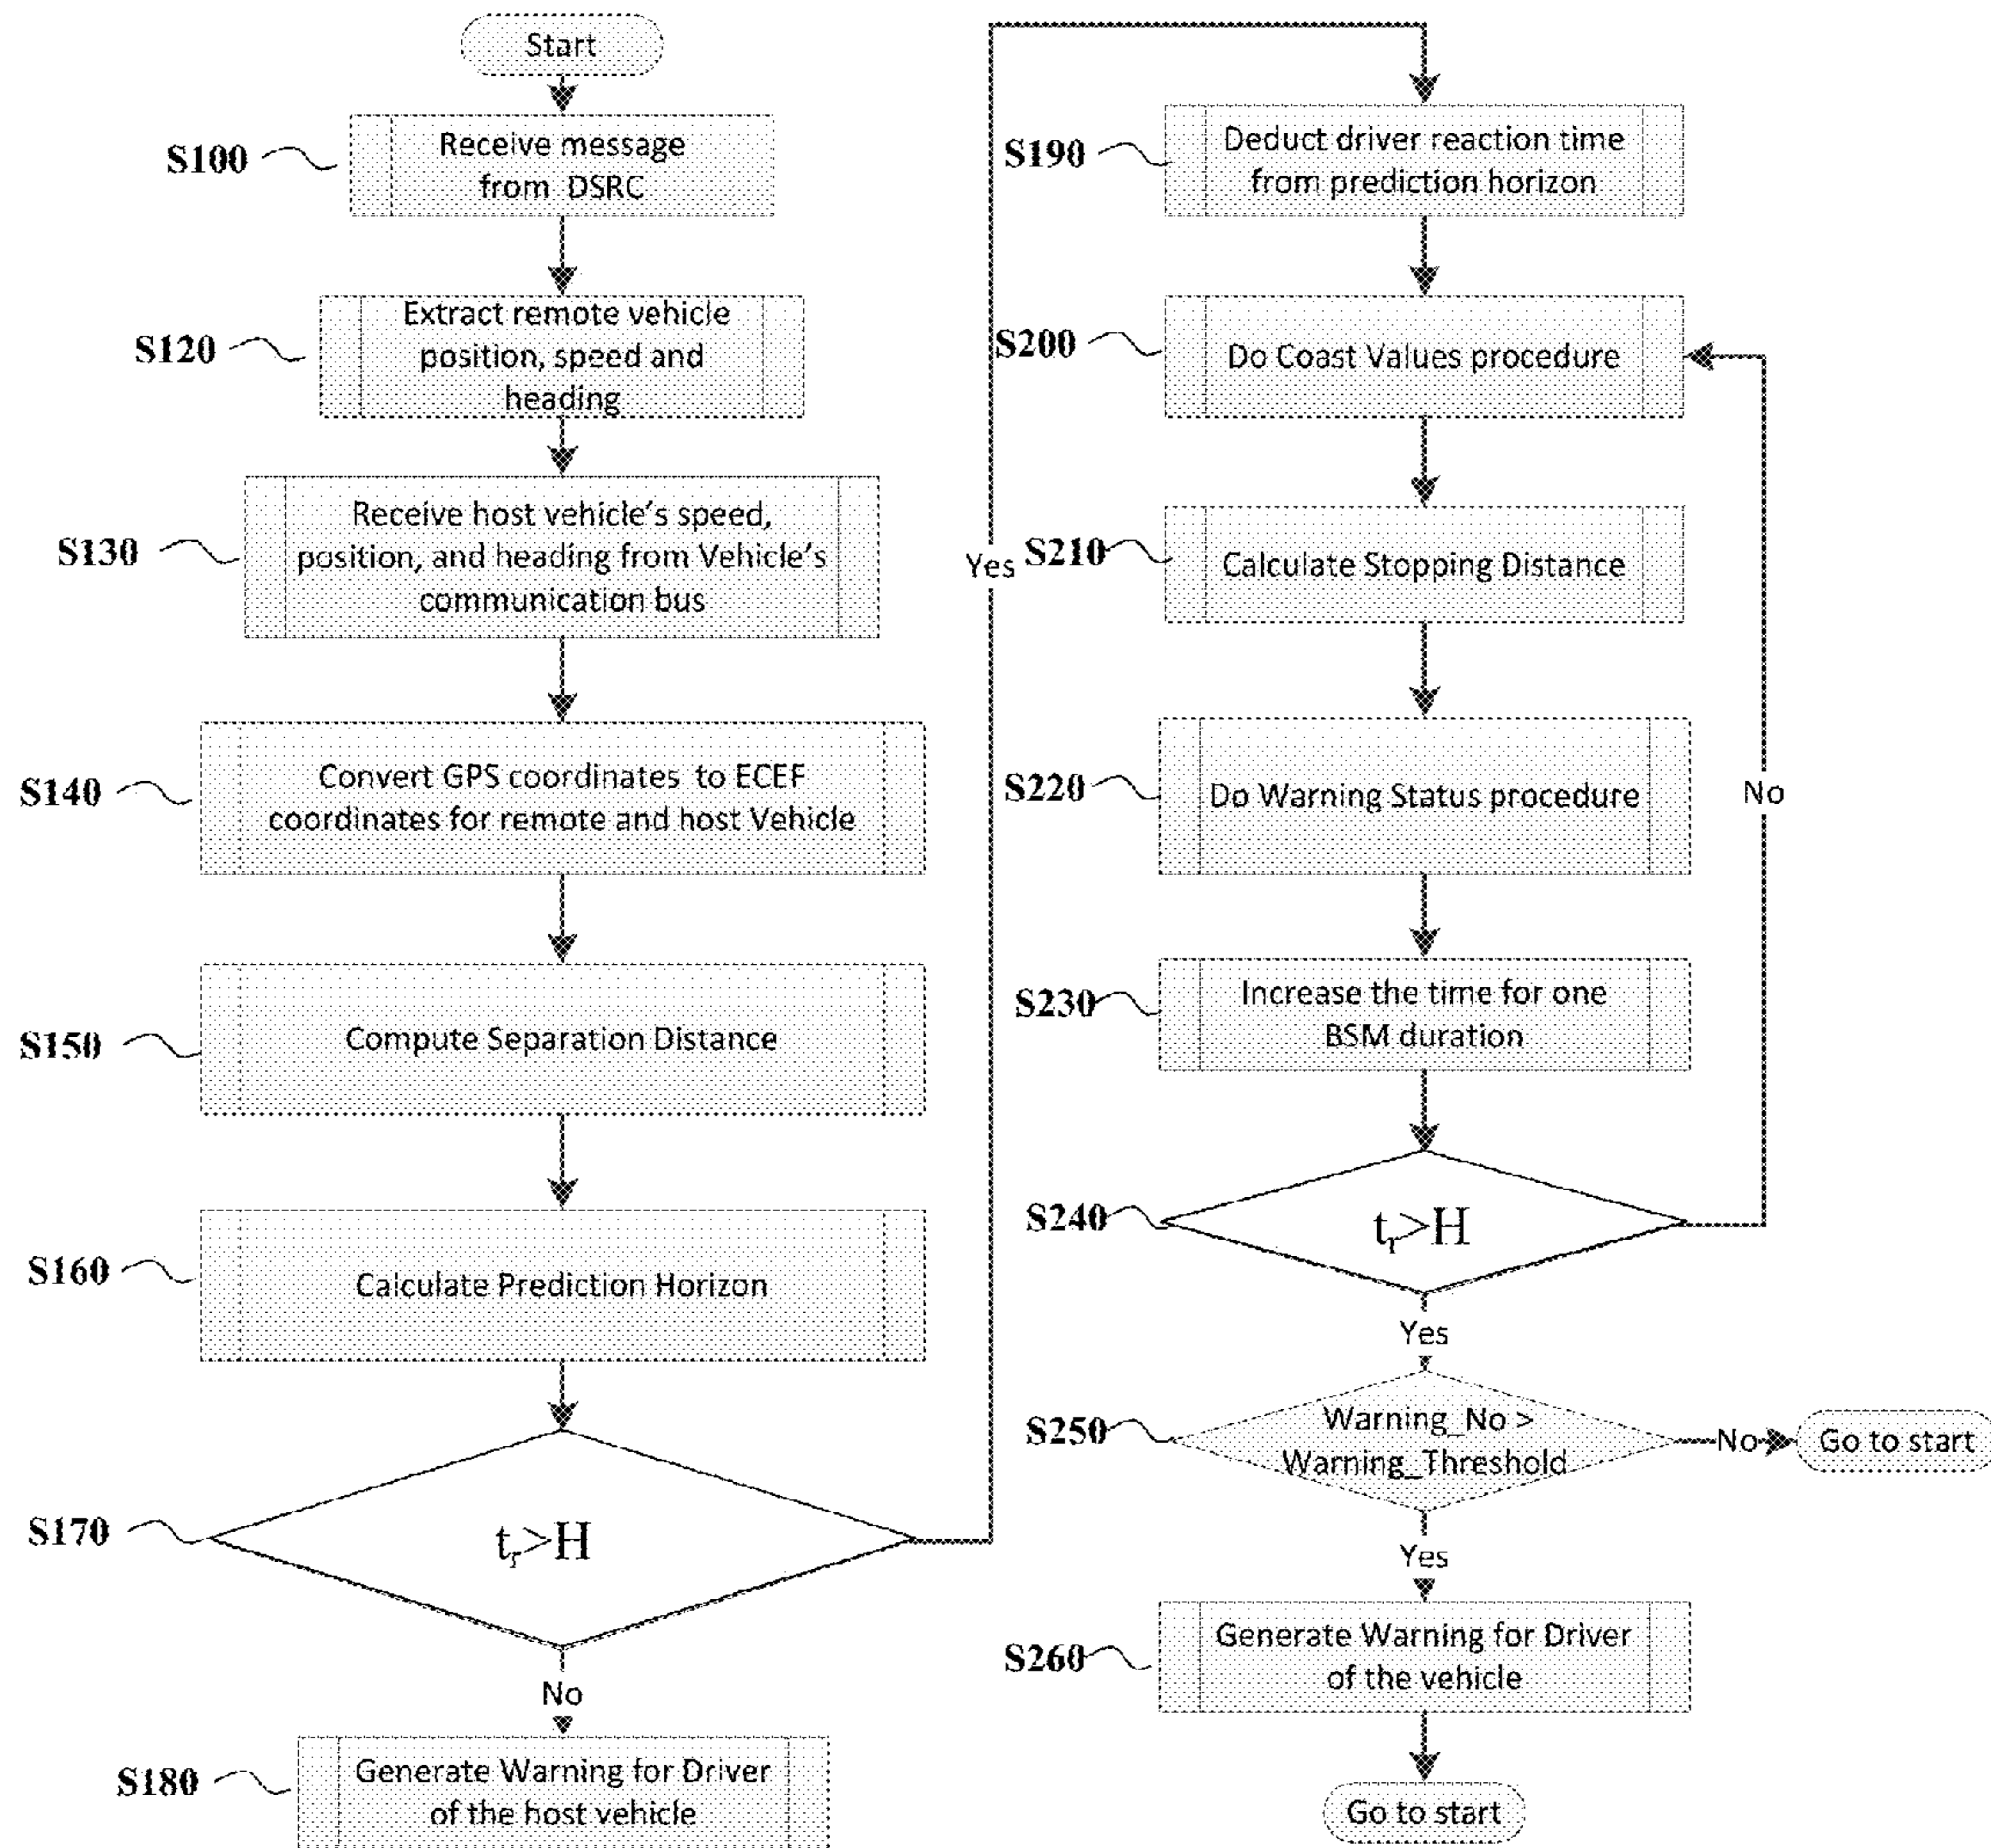 Start
S100
Receive message
from DSRC
S120
Extract remote vehicle
position, speed and
heading
S130
Receive host vehicle's speed,
position, and heading from Vehicle's
communication bus
S140
Convert GPS coordinates to ECEF
coordinates for remote and host Vehicle
S150
Compute Separation Distance
S160
Calculate Prediction Horizon
S170
tr>H
Yes
No
S180
Generate Warning for Driver
of the host vehicle
S190
Deduct driver reaction time
from prediction horizon
S200
Do Coast Values procedure
S210
Calculate Stopping Distance
S220
Do Warning Status procedure
No
S230
Increase the time for one
BSM duration
S240
tr>H
Yes
S250
Warning_No >
Warning_Threshold
No
Go to start
Yes
S260
Generate Warning for Driver
of the vehicle
Go to start